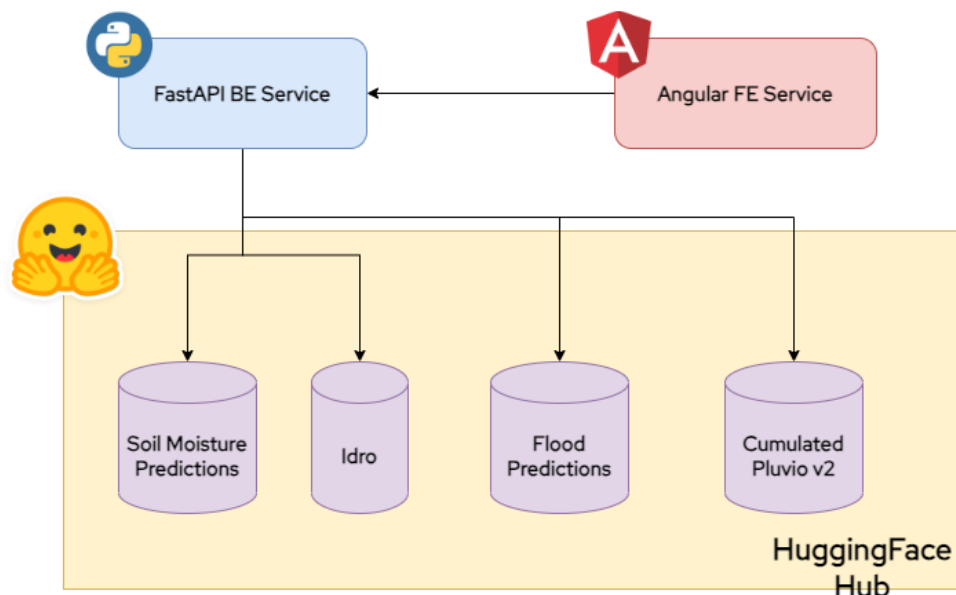 FastAPI BE Service
Angular FE Service
A
Soil Moisture
Predictions
Idro
Flood
Predictions
Cumulated
Pluvio v2
HuggingFace
Hub